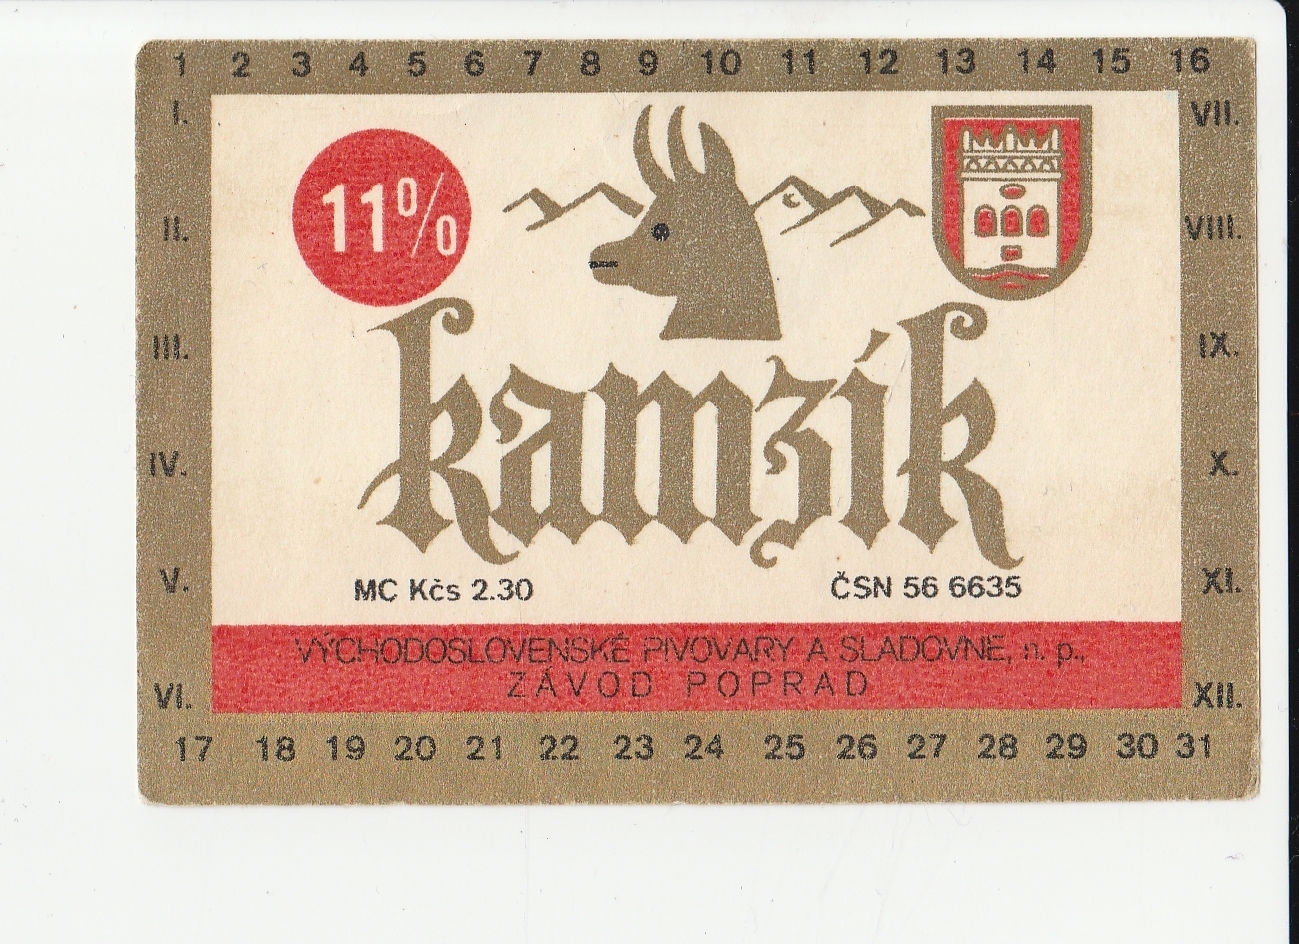 1 2 3 4 5 6 7 8 9 10 11 12 13 14 15 16
I. VII.
11%
II. VIII.
III. IX.
kamzík
IV. X.
V. XI.
MC Kčs 2.30 ČSN 56 6635
VÝCHODOSLOVENSKÉ PIVOVARY A SLADOVNE, n. p.,
ZÁVOD POPRAD
VI. XII.
17 18 19 20 21 22 23 24 25 26 27 28 29 30 31